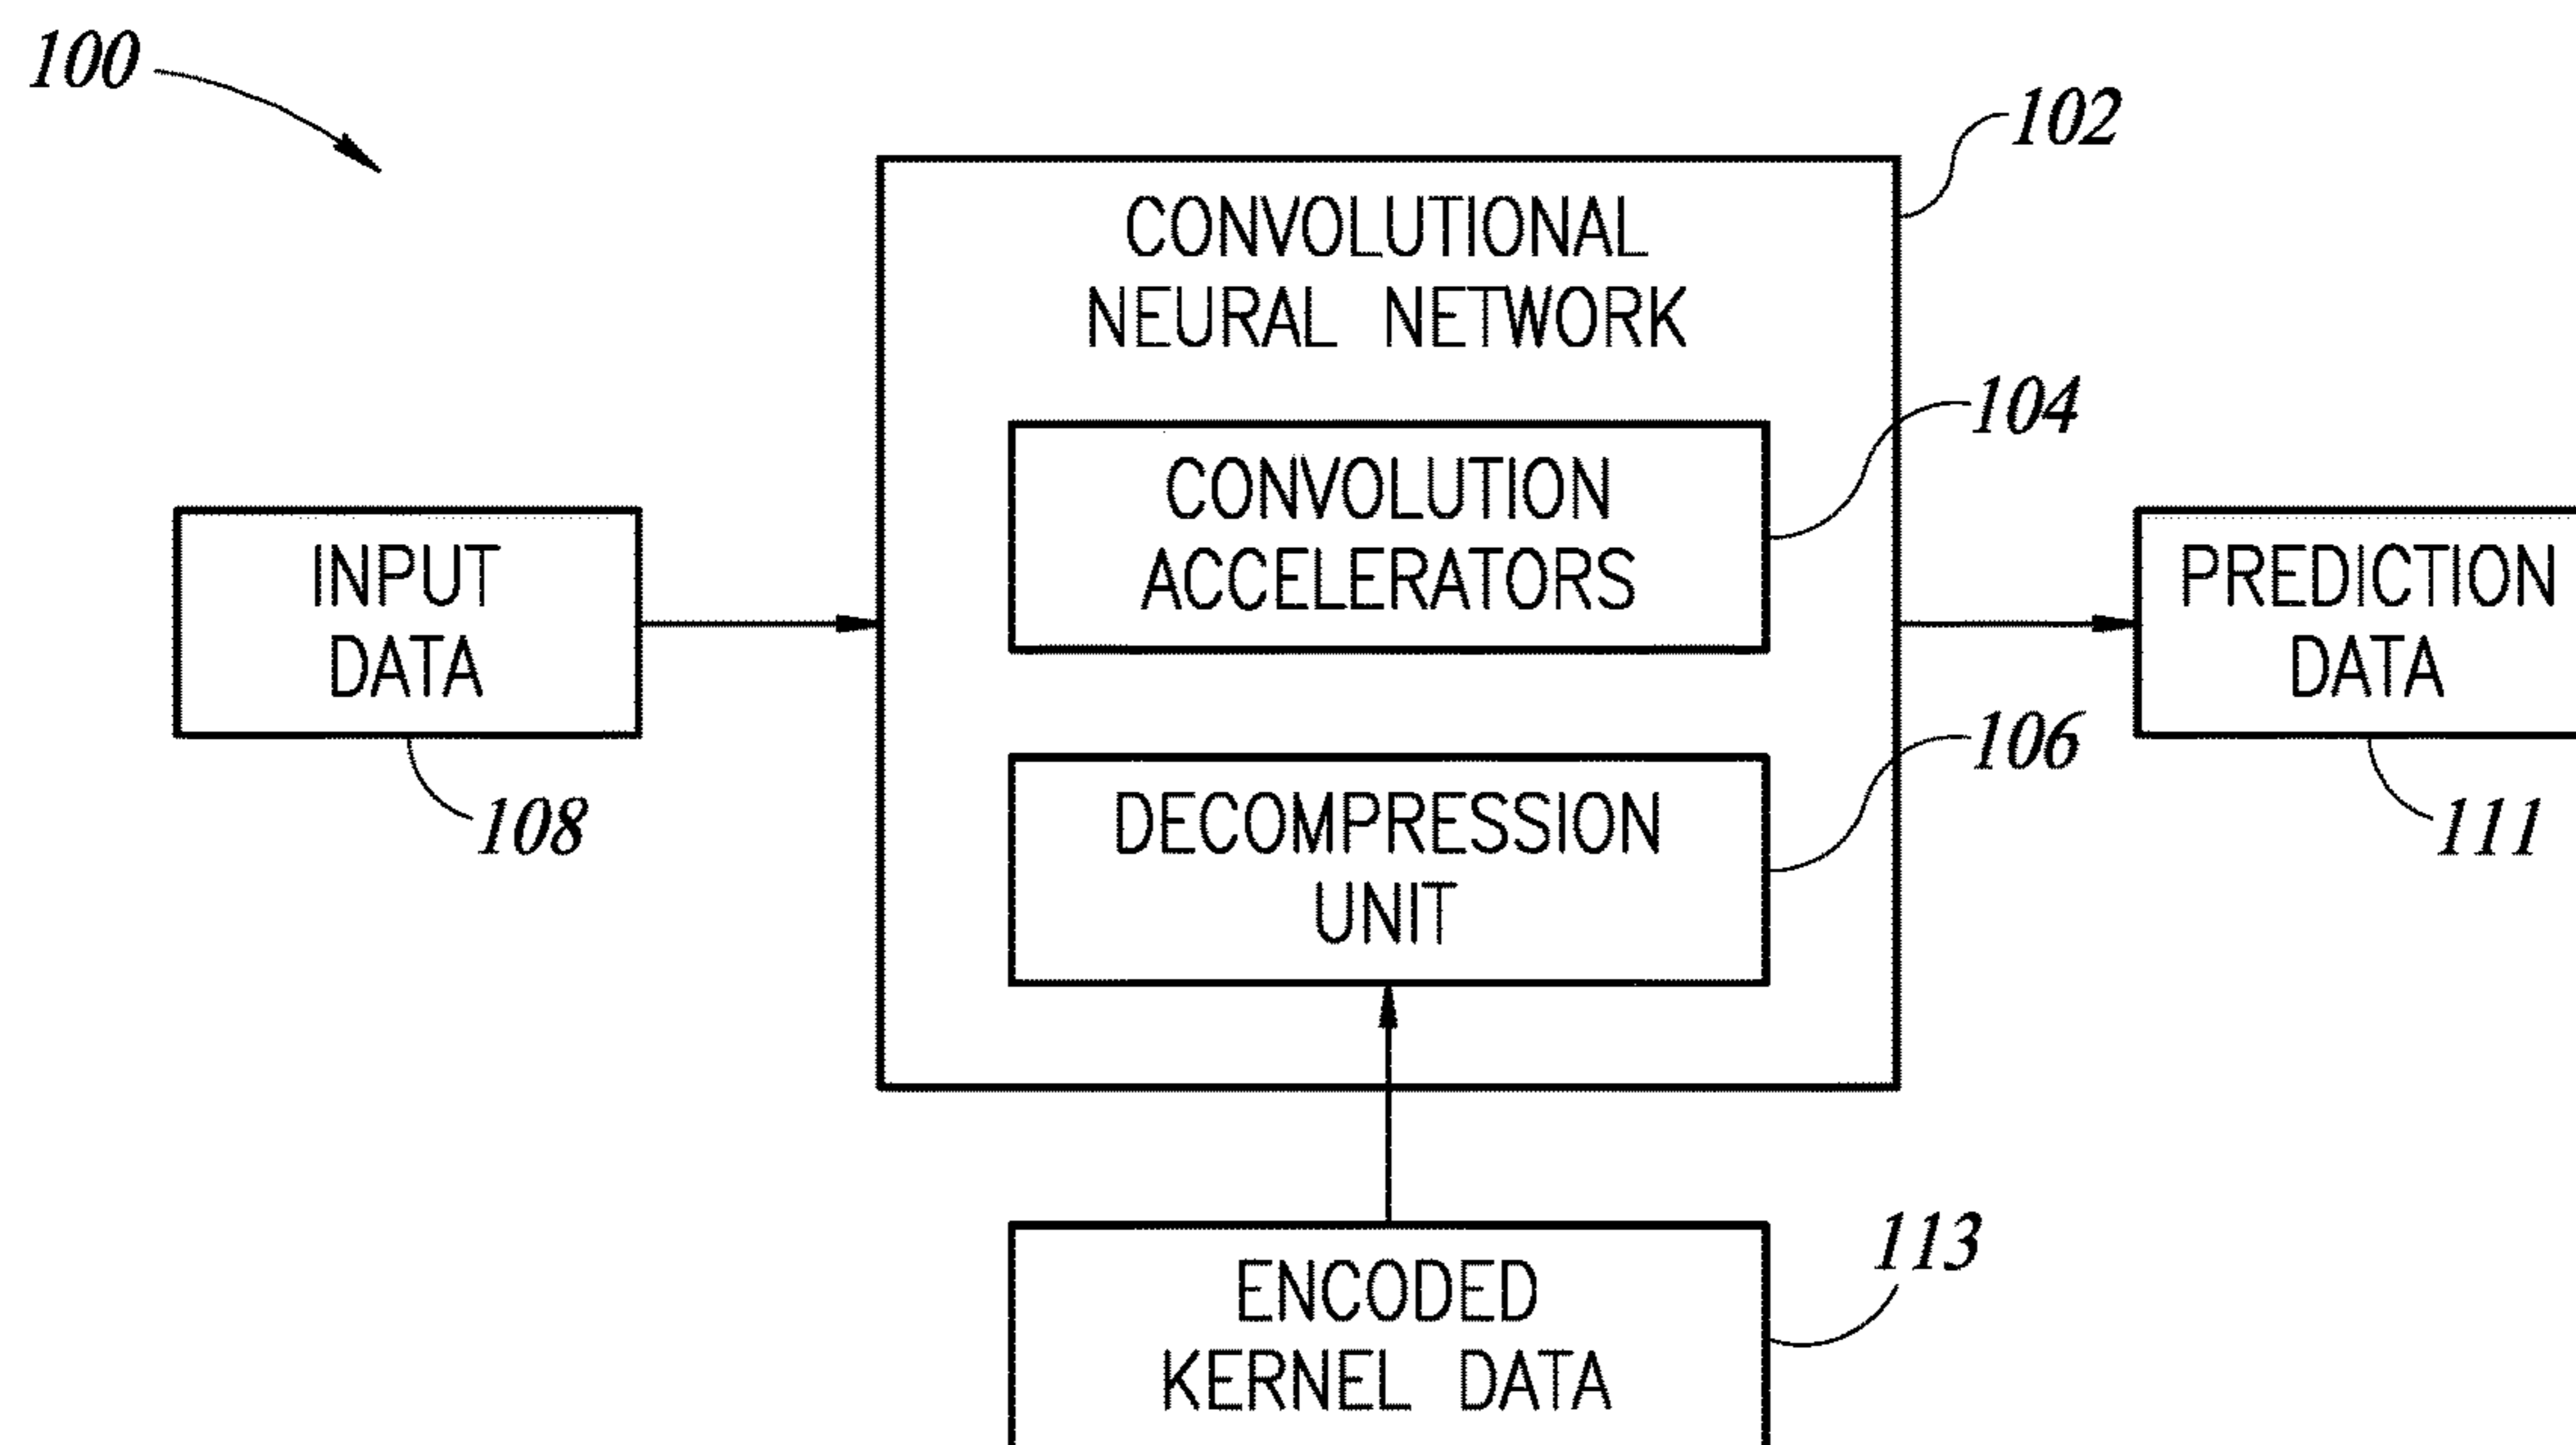 100
102
CONVOLUTIONAL
NEURAL NETWORK
104
CONVOLUTION
ACCELERATORS
INPUT
DATA
108
PREDICTION
DATA
111
106
DECOMPRESSION
UNIT
113
ENCODED
KERNEL DATA